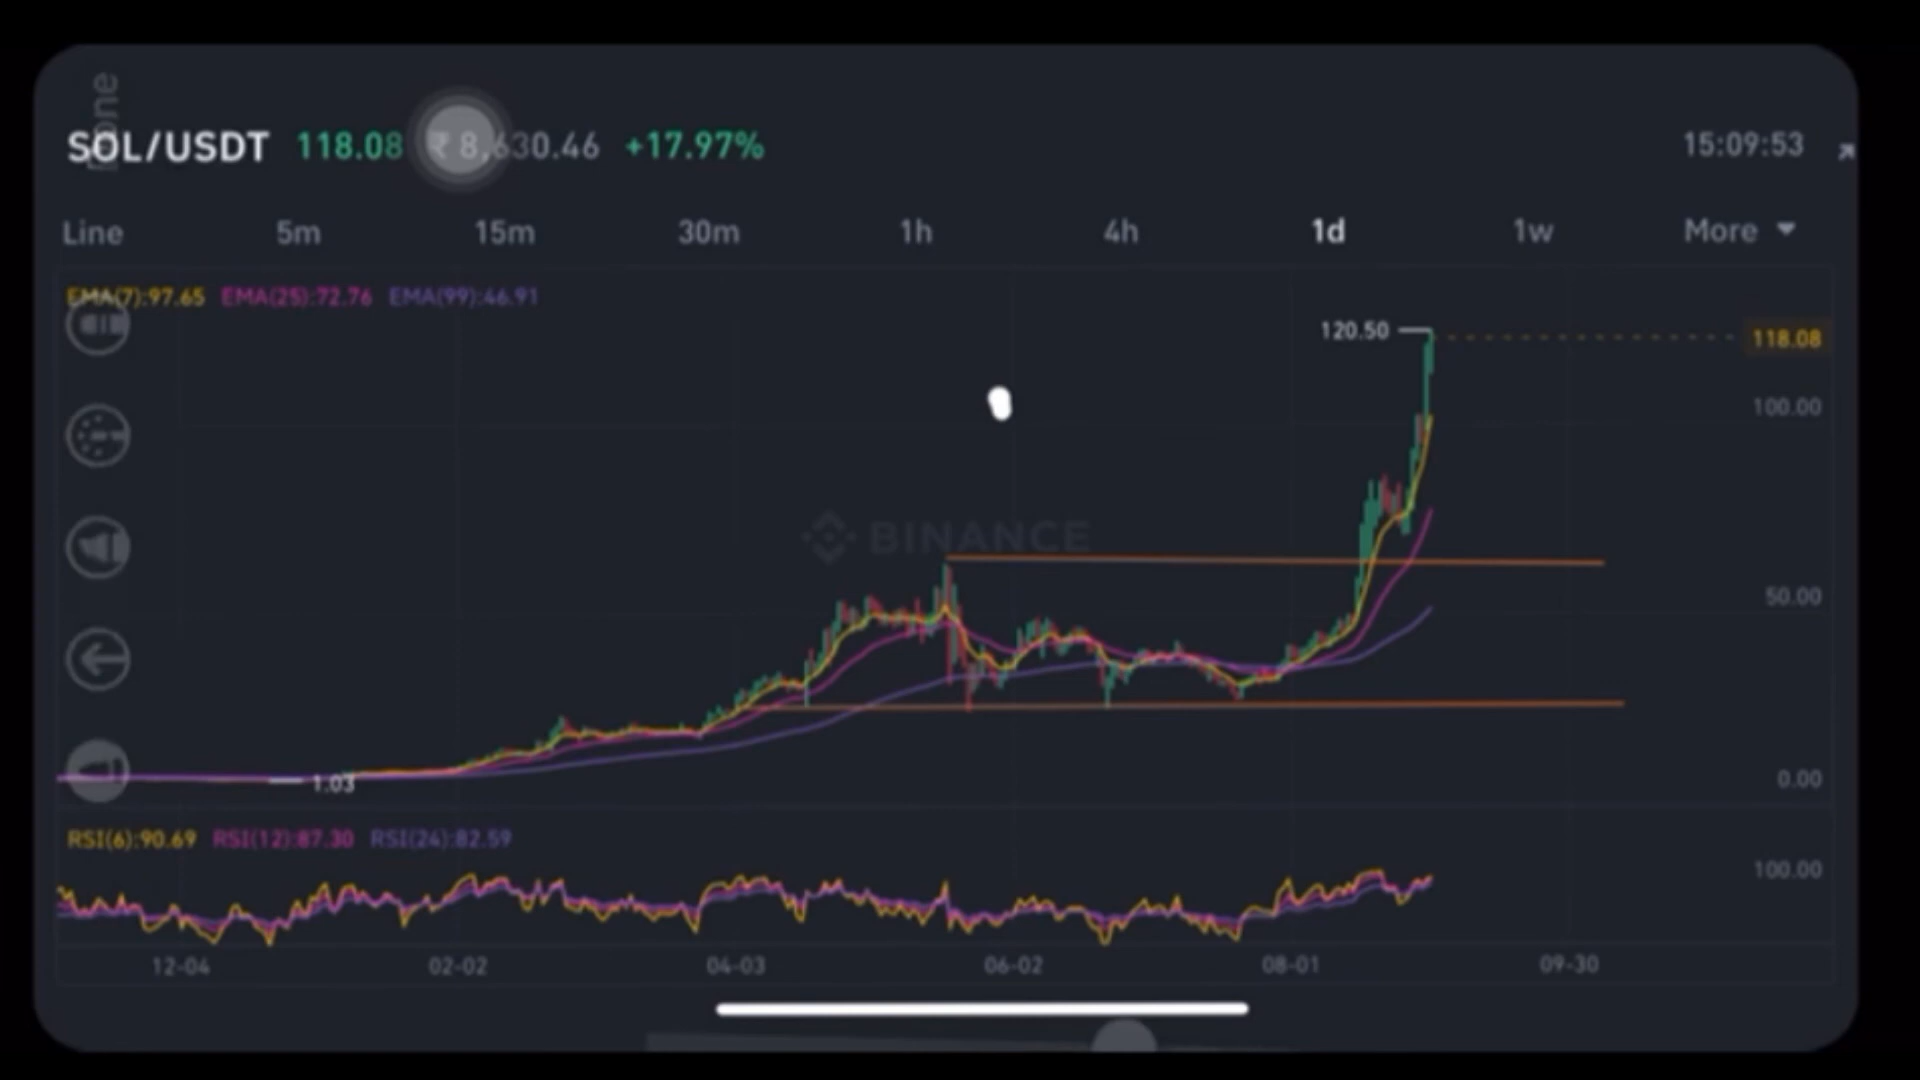 SOL/USDT 118.08 ₹ 8,630.46 +17.97% 15:09:53
Line 5m 15m 30m 1h 4h 1d 1w More
EMA(7):97.65 EMA(25):72.76 EMA(99):46.91
120.50 118.08
100.00
BINANCE
50.00
1.03 0.00
RSI(6):90.69 RSI(12):87.30 RSI(24):82.59
100.00
12-04 02-02 04-03 06-02 08-01 09-30